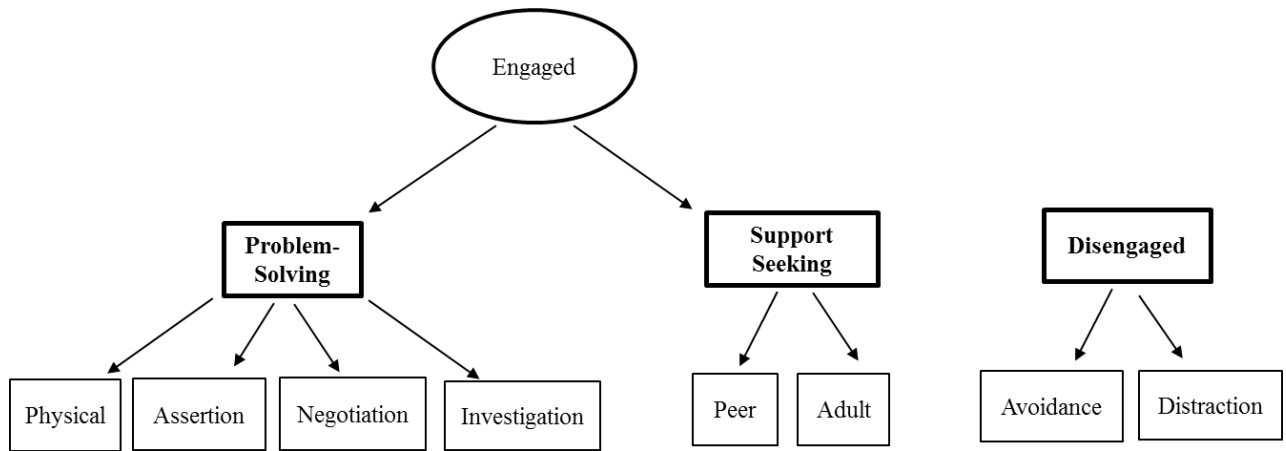 Engaged
Problem-
Solving
Support
Seeking
Disengaged
Physical
Assertion
Negotiation
Investigation
Peer
Adult
Avoidance
Distraction